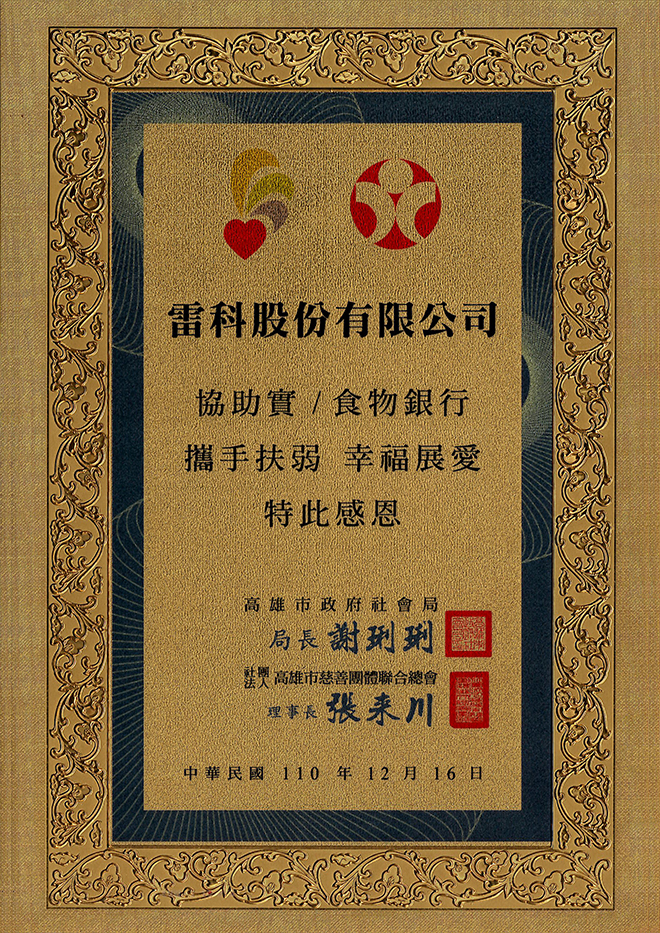 雷科股份有限公司
協助實 / 食物銀行
攜手扶弱 幸福展愛
特此感恩
高雄市政府社會局
局長 謝琍琍
社團法人 高雄市慈善團體聯合總會
理事長 張来川
中華民國 110 年 12 月 16 日